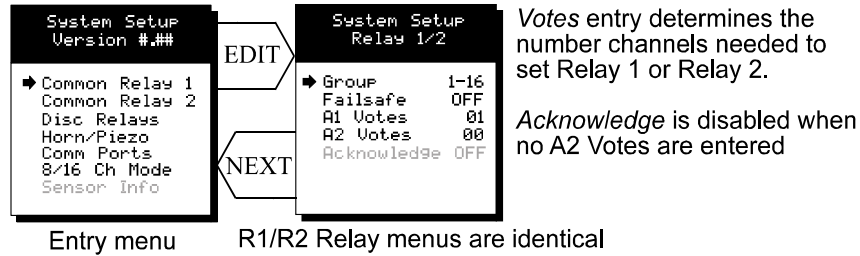 System Setup
Version #.##
➡Common Relay 1
Common Relay 2
Disc Relays
Horn/Piezo
Comm Ports
8/16 Ch Mode
Sensor Info
Entry menu
EDIT
NEXT
System Setup
Relay 1/2
➡Group 1-16
Failsafe OFF
A1 Votes 01
A2 Votes 00
Acknowledge OFF
R1/R2 Relay menus are identical
Votes entry determines the
number channels needed to
set Relay 1 or Relay 2.
Acknowledge is disabled when
no A2 Votes are entered